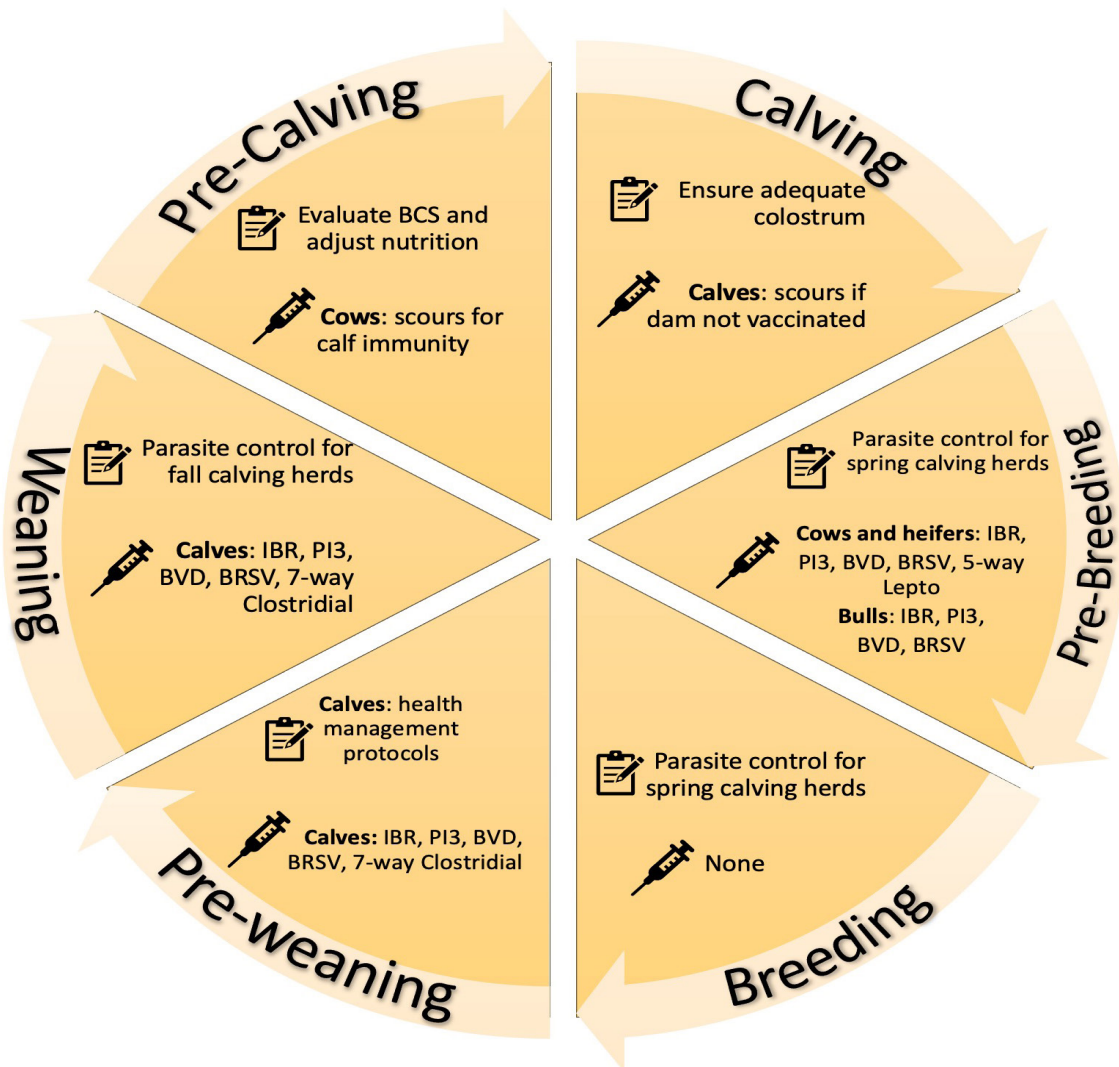 Pre-Calving
Evaluate BCS and
adjust nutrition
Cows: scours for
calf immunity
Calving
Ensure adequate
colostrum
Calves: scours if
dam not vaccinated
Pre-Breeding
Parasite control for
spring calving herds
Cows and heifers: IBR,
PI3, BVD, BRSV, 5-way
Lepto
Bulls: IBR, PI3,
BVD, BRSV
Breeding
Parasite control for
spring calving herds
None
Pre-weaning
Calves: health
management
protocols
Calves: IBR, PI3, BVD,
BRSV, 7-way Clostridial
Weaning
Parasite control for
fall calving herds
Calves: IBR, PI3,
BVD, BRSV, 7-way
Clostridial